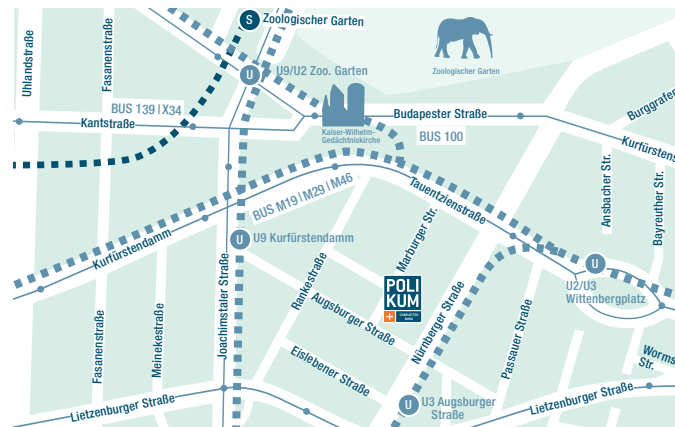 S
Zoologischer Garten
Uhlandstraße
Fasanenstraße
U
U9/U2 Zoo. Garten
Zoologischer Garten
BUS 139 | X34
Kantstraße
Budapester Straße
Burggrafen
Kaiser-Wilhelm-
Gedächtniskirche
BUS 100
Kurfürstens
BUS M19 | M29 | M46
Tauentzienstraße
Ansbacher Str.
Bayreuther Str.
Kurfürstendamm
U
U9 Kurfürstendamm
Marburger Str.
Joachimstaler Straße
Rankestraße
U
U2/U3
Wittenbergplatz
POLI
KUM
CHARLOTTEN
BURG
Augsburger Straße
Nürnberger Straße
Fasanenstraße
Meinekestraße
Passauer Straße
Eislebener Straße
Worms
Str.
Lietzenburger Straße
U
U3 Augsburger
Straße
Lietzenburger Straße